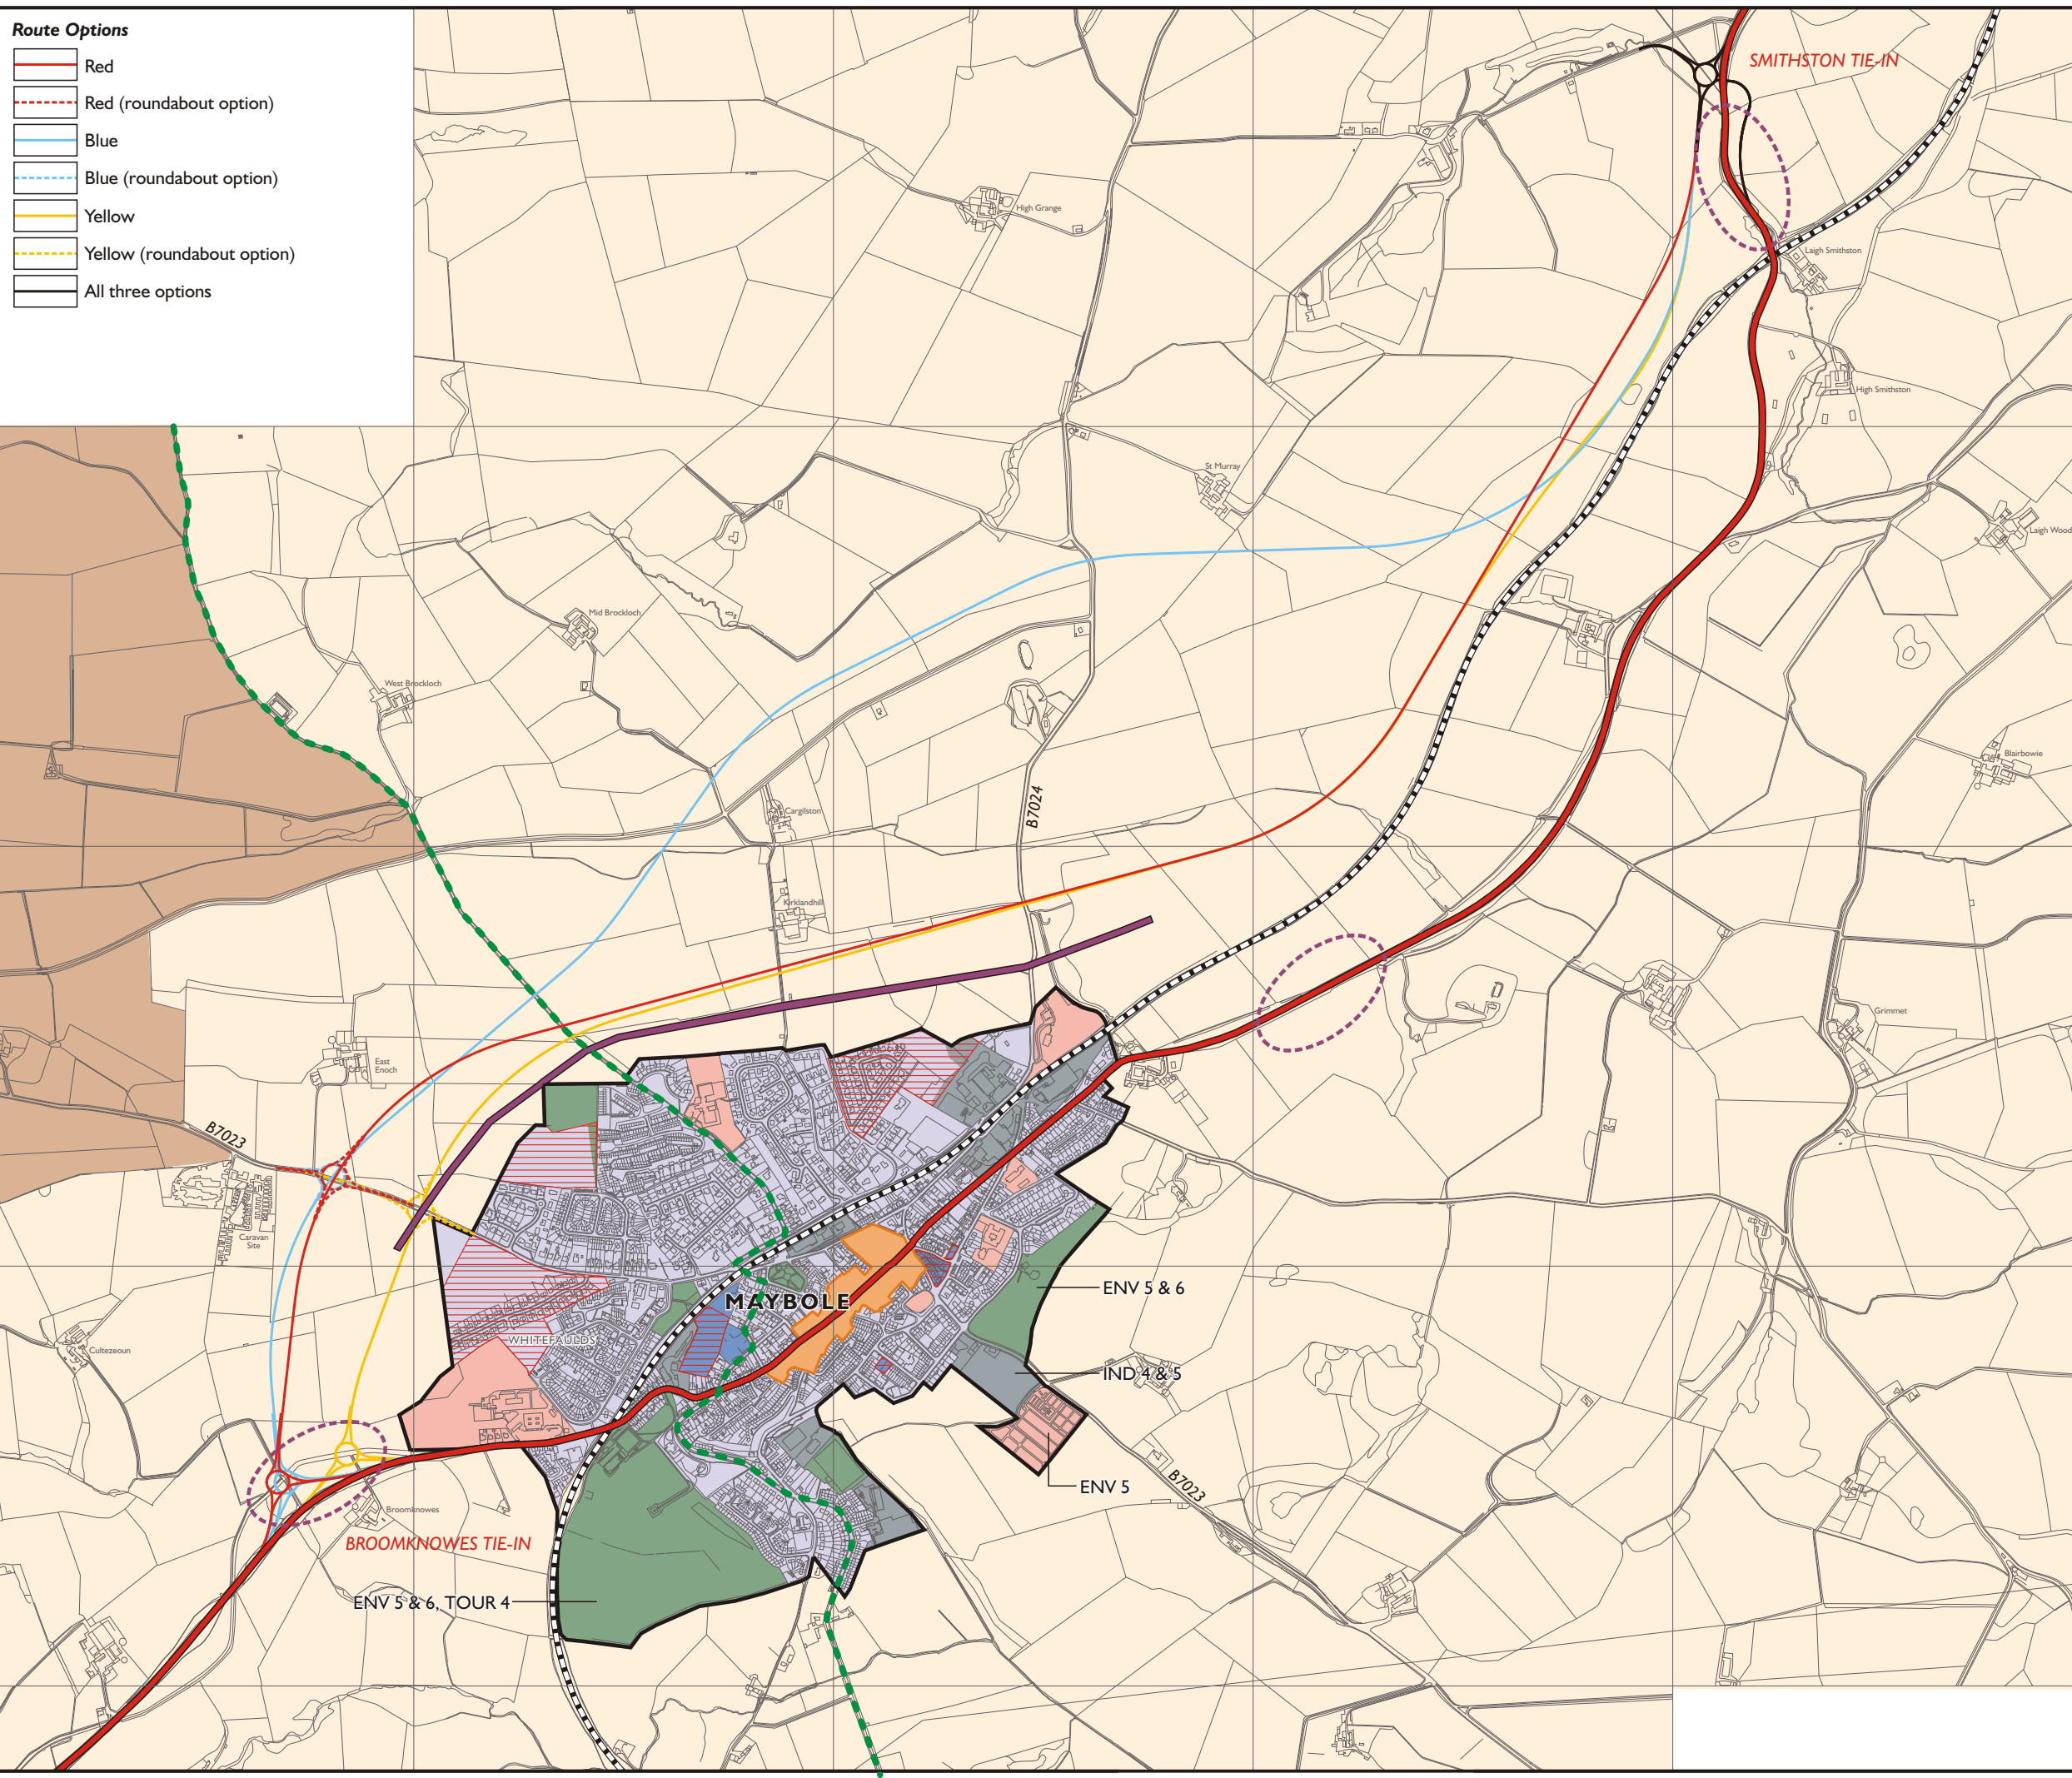 Route Options
Red
Red (roundabout option)
Blue
Blue (roundabout option)
Yellow
Yellow (roundabout option)
All three options
SMITHSTON TIE-IN
High Grange
Laigh Smithston
High Smithston
St Murray
Laigh Wood
Mid Brockloch
West Brockloch
Blairbowie
B7024
Cargilston
Kirklandhill
Grimmet
East
Enoch
B7023
Caravan
Site
ENV 5 & 6
MAYBOLE
WHITEFAULDS
Cultezeoun
IND 4 & 5
ENV 5
B7023
Broomknowes
BROOMKNOWES TIE-IN
ENV 5 & 6, TOUR 4